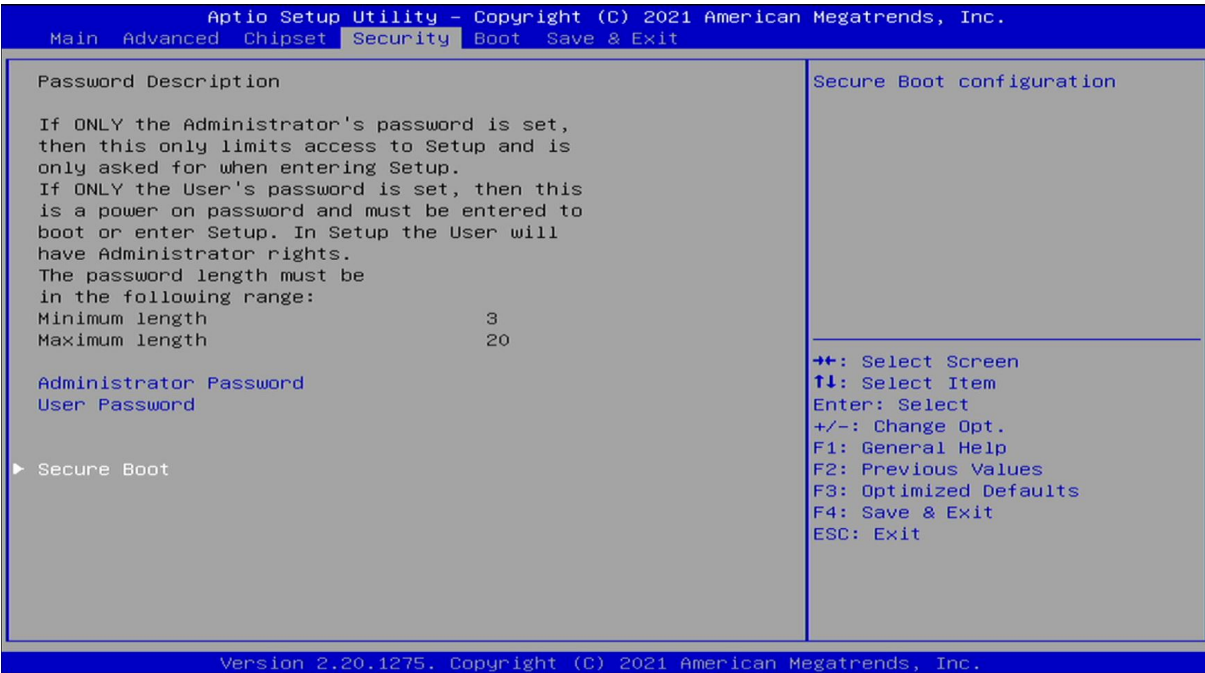 Aptio Setup Utility – Copyright (C) 2021 American Megatrends, Inc.
Main Advanced Chipset Security Boot Save & Exit
Password Description
If ONLY the Administrator's password is set,
then this only limits access to Setup and is
only asked for when entering Setup.
If ONLY the User's password is set, then this
is a power on password and must be entered to
boot or enter Setup. In Setup the User will
have Administrator rights.
The password length must be
in the following range:
Minimum length 3
Maximum length 20
Administrator Password
User Password
▶ Secure Boot
Secure Boot configuration
→←: Select Screen
↑↓: Select Item
Enter: Select
+/-: Change Opt.
F1: General Help
F2: Previous Values
F3: Optimized Defaults
F4: Save & Exit
ESC: Exit
Version 2.20.1275. Copyright (C) 2021 American Megatrends, Inc.